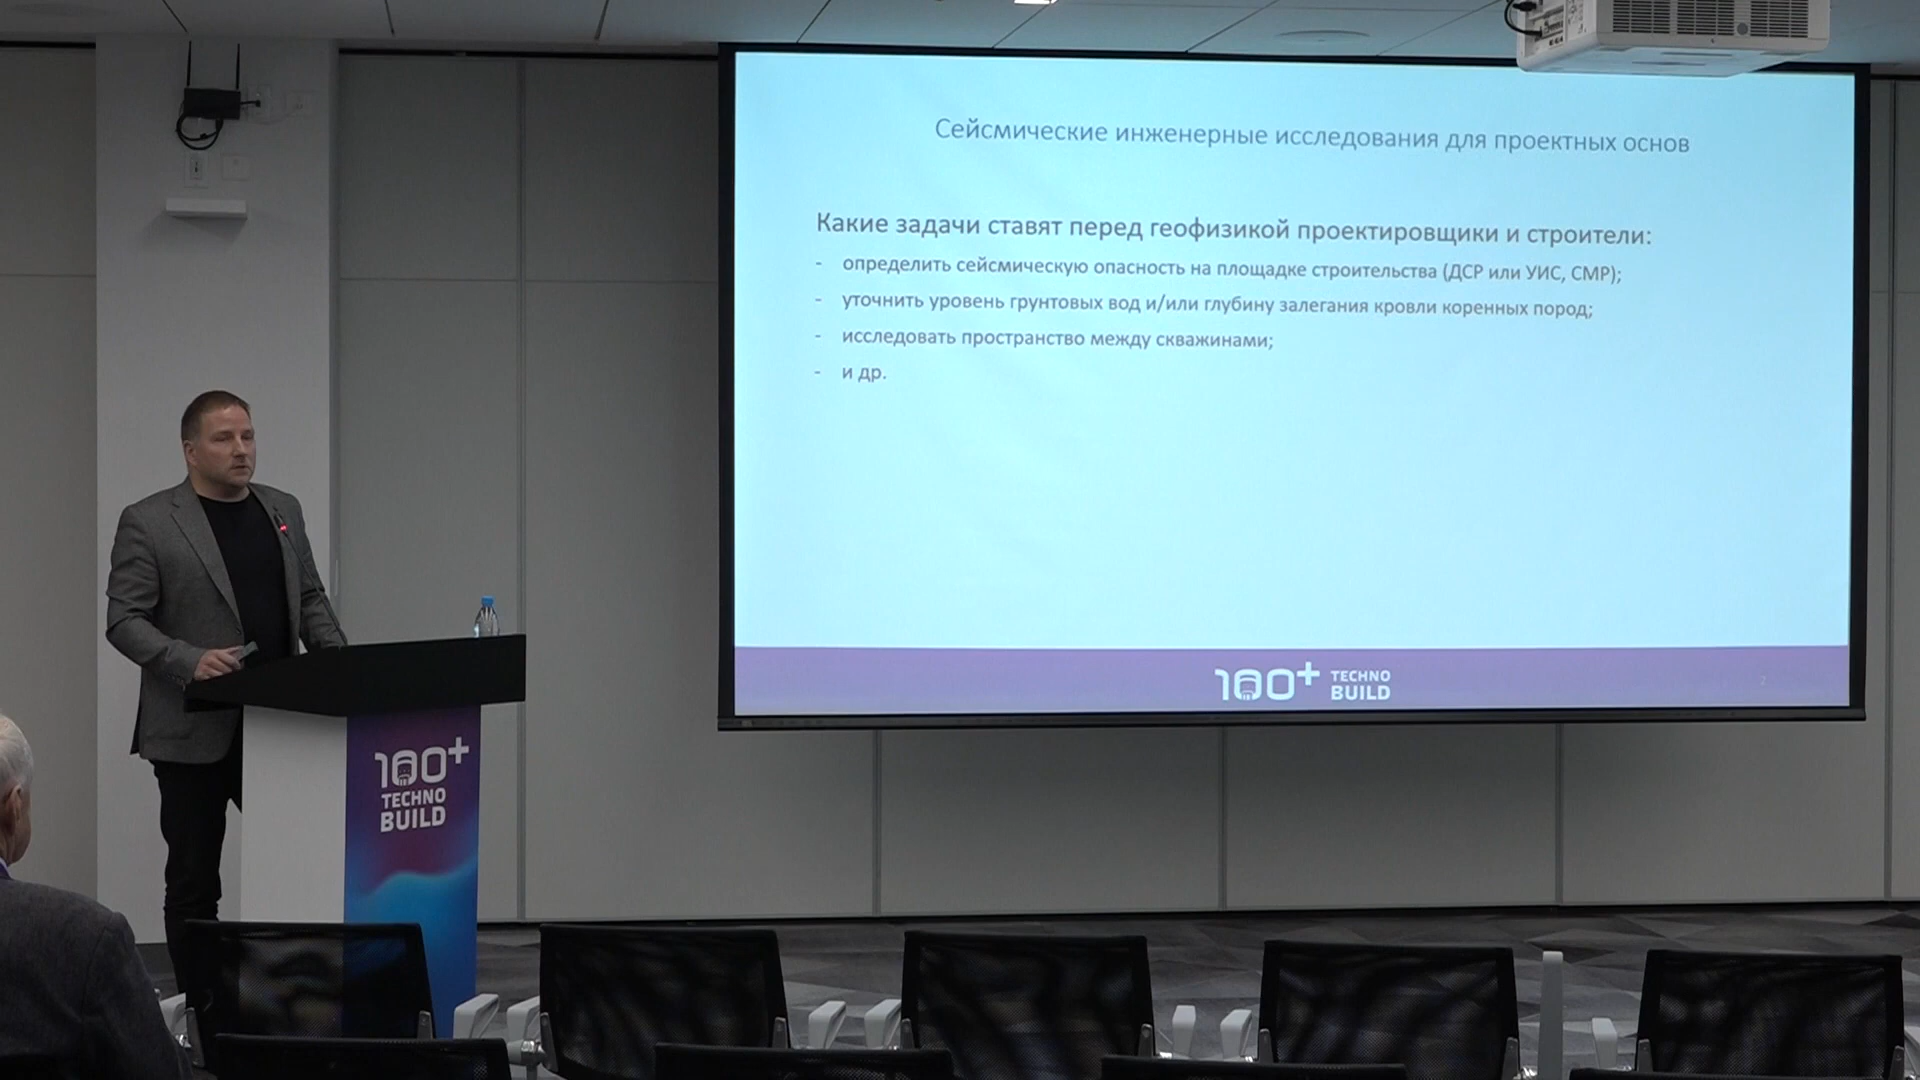 Сейсмические инженерные исследования для проектных основ
Какие задачи ставят перед геофизикой проектировщики и строители:
- определить сейсмическую опасность на площадке строительства (ДСР или УИС, СМР);
- уточнить уровень грунтовых вод и/или глубину залегания кровли коренных пород;
- исследовать пространство между скважинами;
- и др.
100+ TECHNO
BUILD
2
100+
TECHNO
BUILD